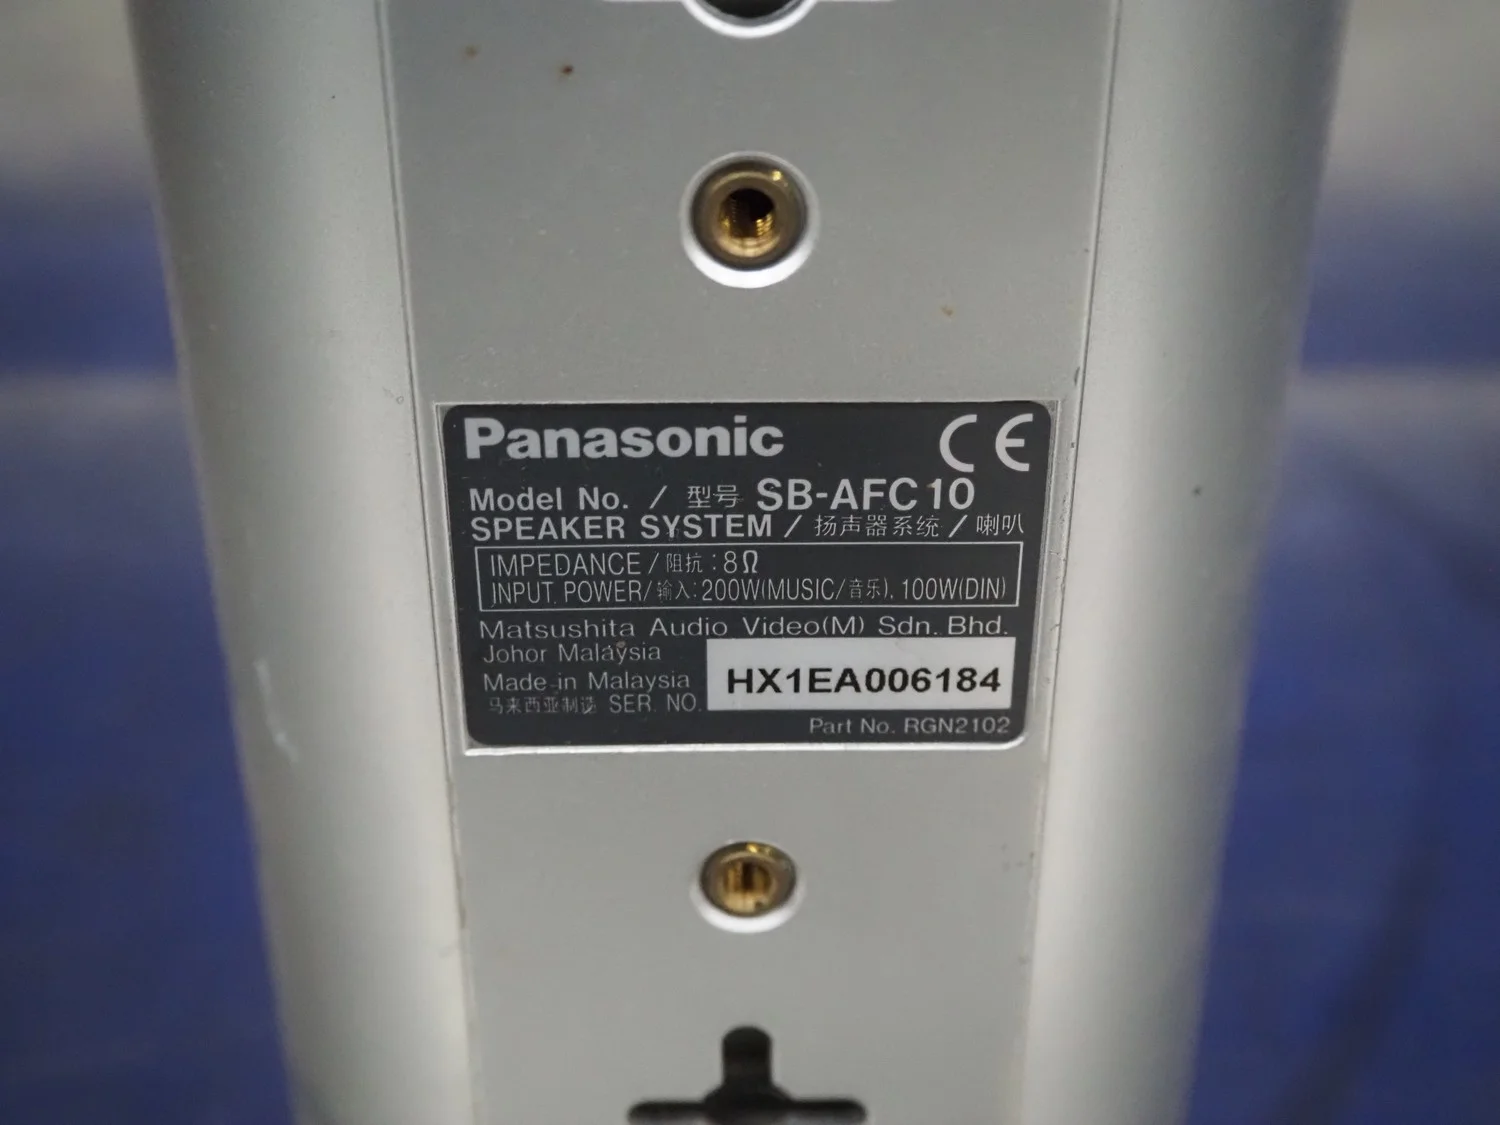 Panasonic CE
Model No. / 型号 SB-AFC10
SPEAKER SYSTEM / 扬声器系统 / 喇叭
IMPEDANCE / 阻抗 : 8Ω
INPUT POWER/输入: 200W(MUSIC/音乐), 100W(DIN)
Matsushita Audio Video(M) Sdn. Bhd.
Johor Malaysia
Made in Malaysia
马来西亚制造 SER. NO. HX1EA006184
Part No. RGN2102